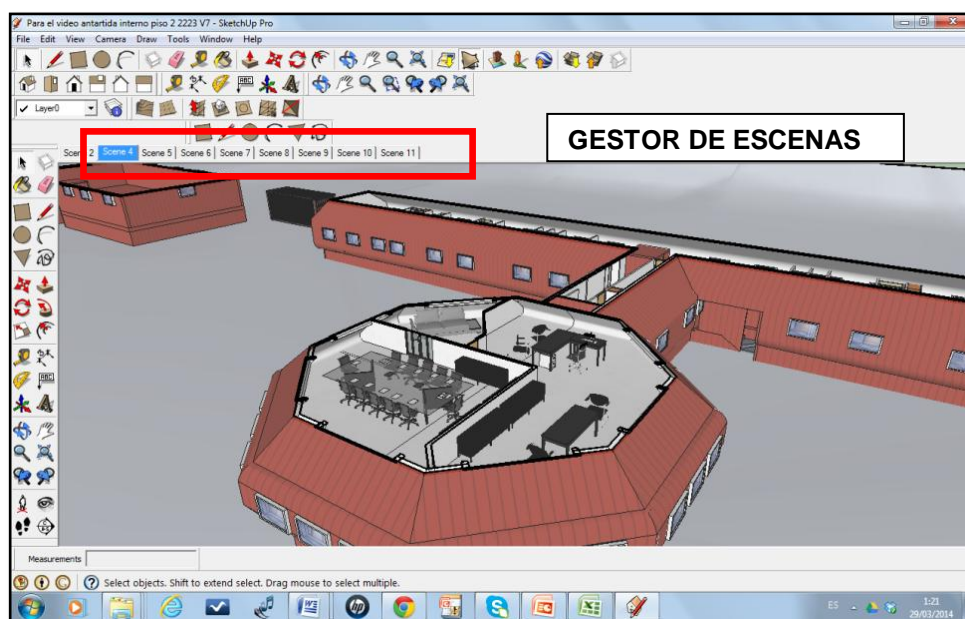 Para el video antartida interno piso 2 2223 V7 - SketchUp Pro
File Edit View Camera Draw Tools Window Help
ABC
Layer0
GESTOR DE ESCENAS
2 Scene 4 Scene 5 Scene 6 Scene 7 Scene 8 Scene 9 Scene 10 Scene 11
ABC
Measurements
Select objects. Shift to extend select. Drag mouse to select multiple.
ES 1:21
29/03/2014